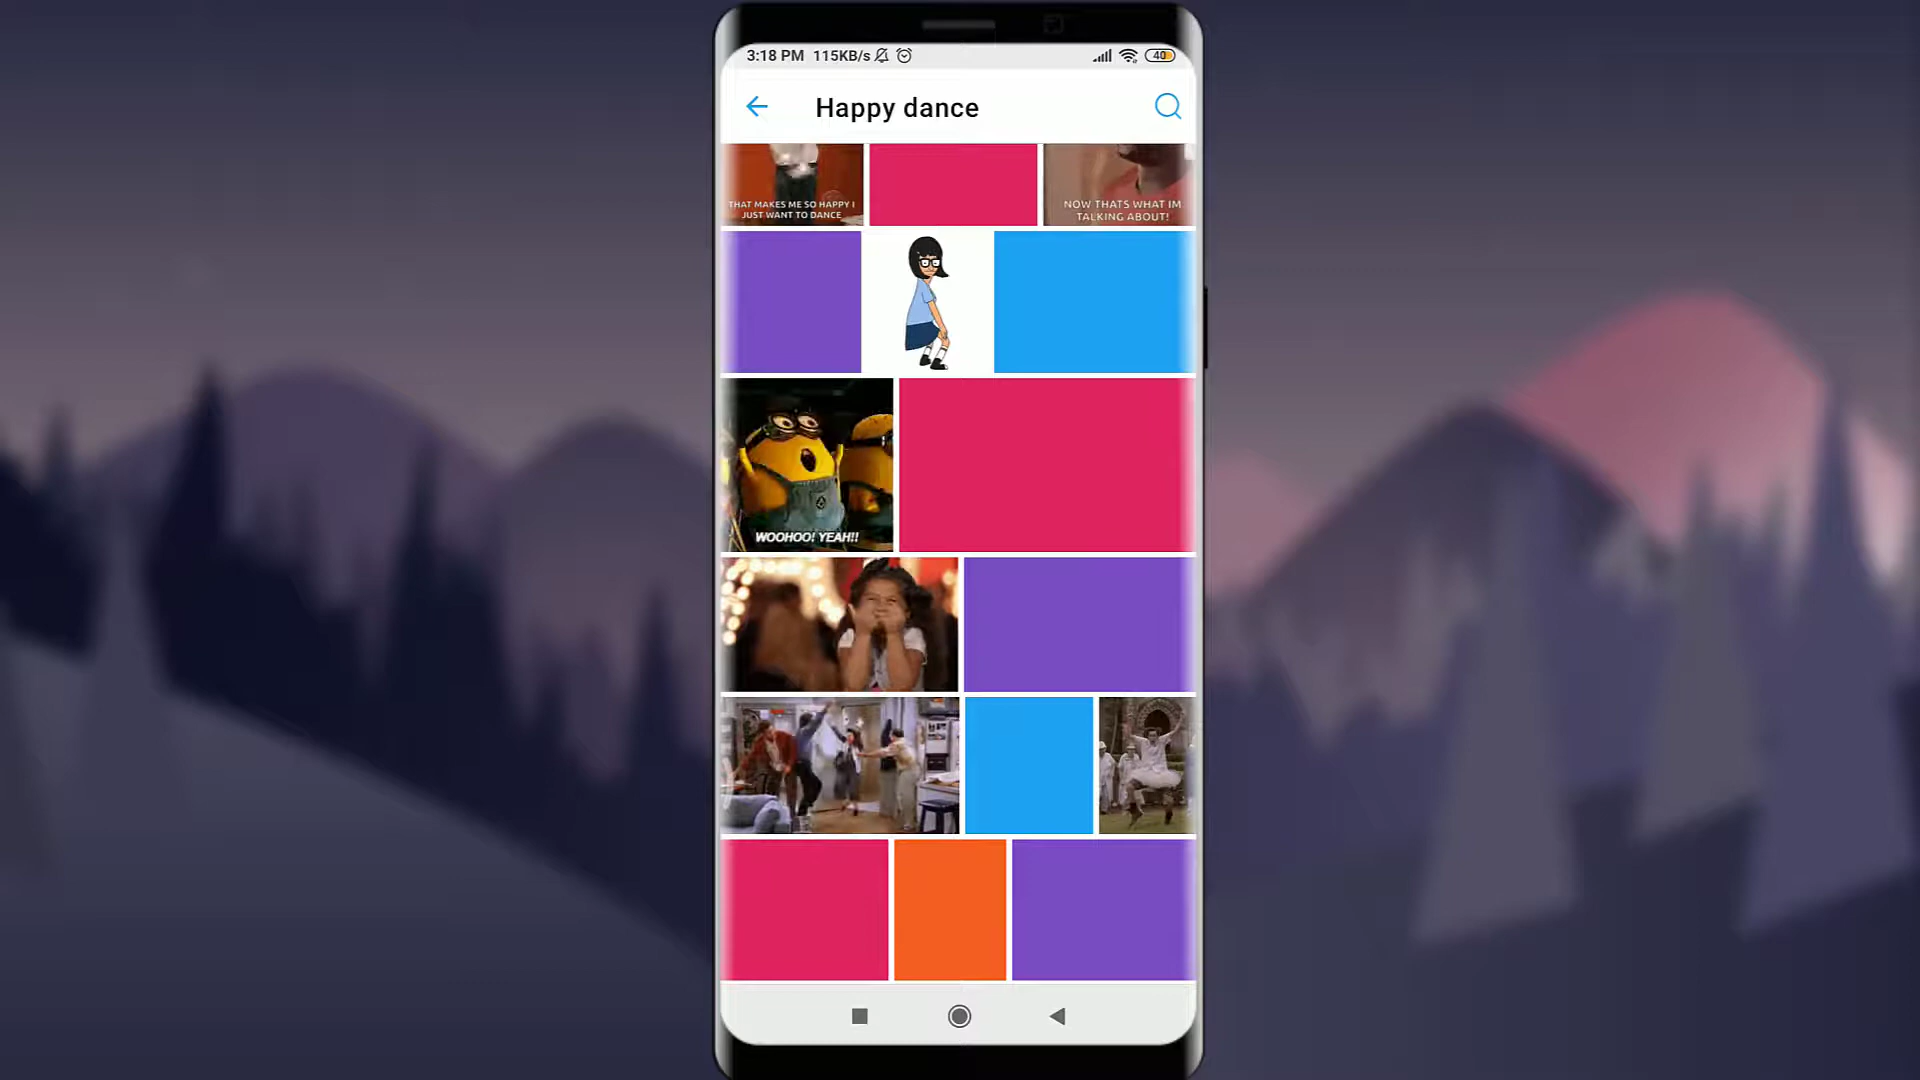 3:18 PM 115KB/s 40
Happy dance
THAT MAKES ME SO HAPPY I
JUST WANT TO DANCE
NOW THATS WHAT IM
TALKING ABOUT!
WOOHOO! YEAH!!